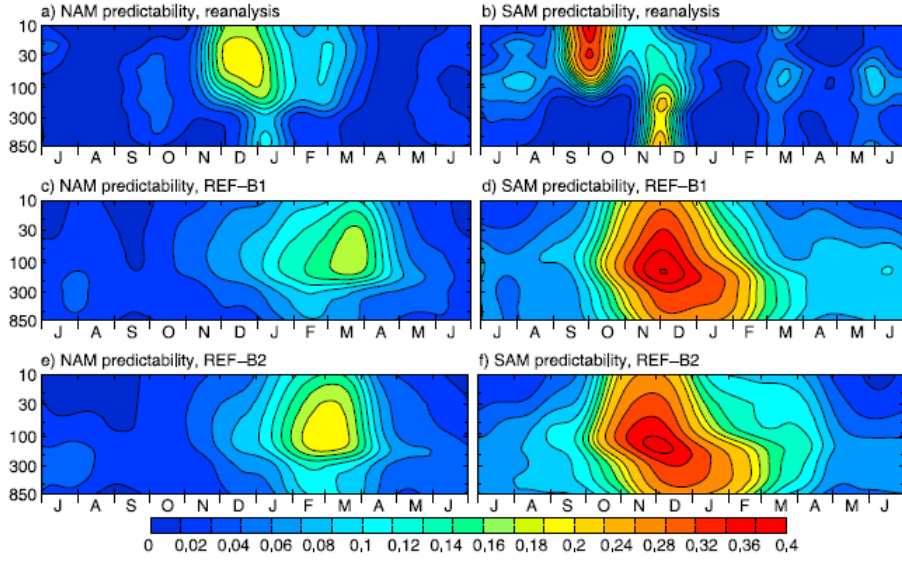 a) NAM predictability, reanalysis
b) SAM predictability, reanalysis
10
30
100
300
850
J A S O N D J F M A M J
J A S O N D J F M A M J
c) NAM predictability, REF–B1
d) SAM predictability, REF–B1
10
30
100
300
850
J A S O N D J F M A M J
J A S O N D J F M A M J
e) NAM predictability, REF–B2
f) SAM predictability, REF–B2
10
30
100
300
850
J A S O N D J F M A M J
J A S O N D J F M A M J
0 0,02 0,04 0,06 0,08 0,1 0,12 0,14 0,16 0,18 0,2 0,24 0,28 0,32 0,36 0,4